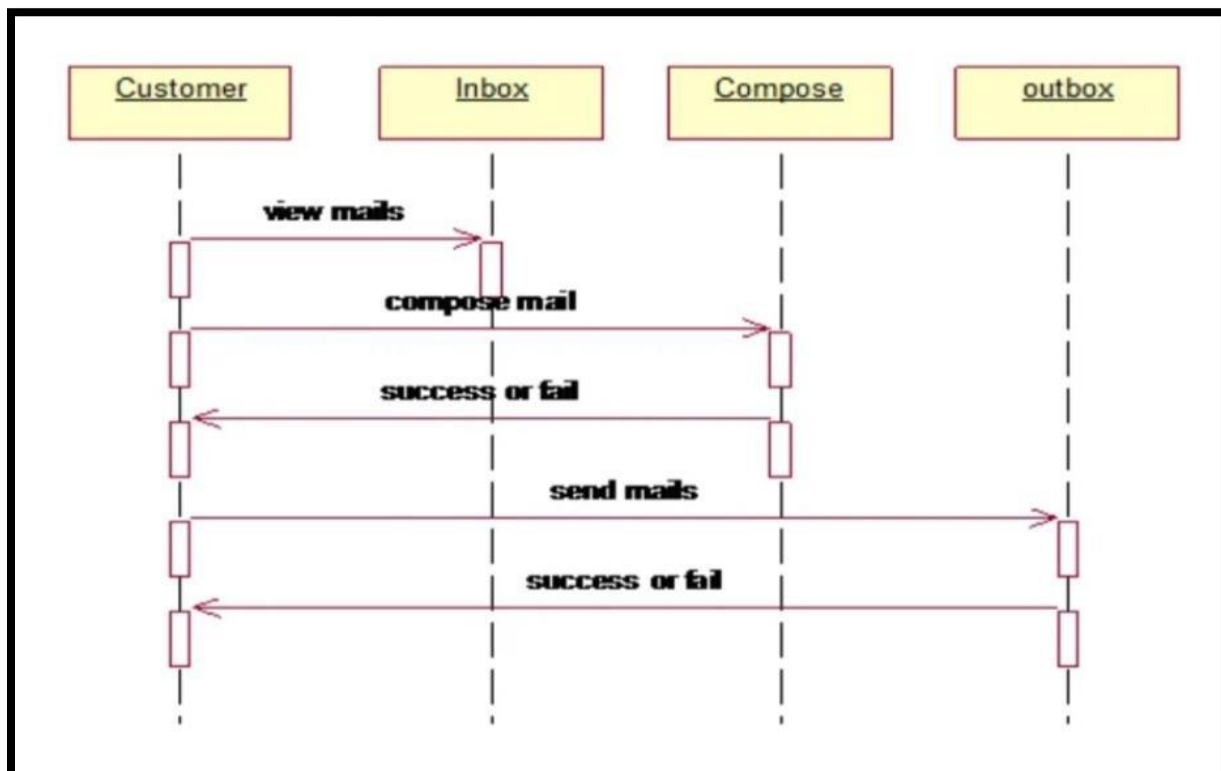 Customer
Inbox
Compose
outbox
view mails
compose mail
success or fail
send mails
success or fail